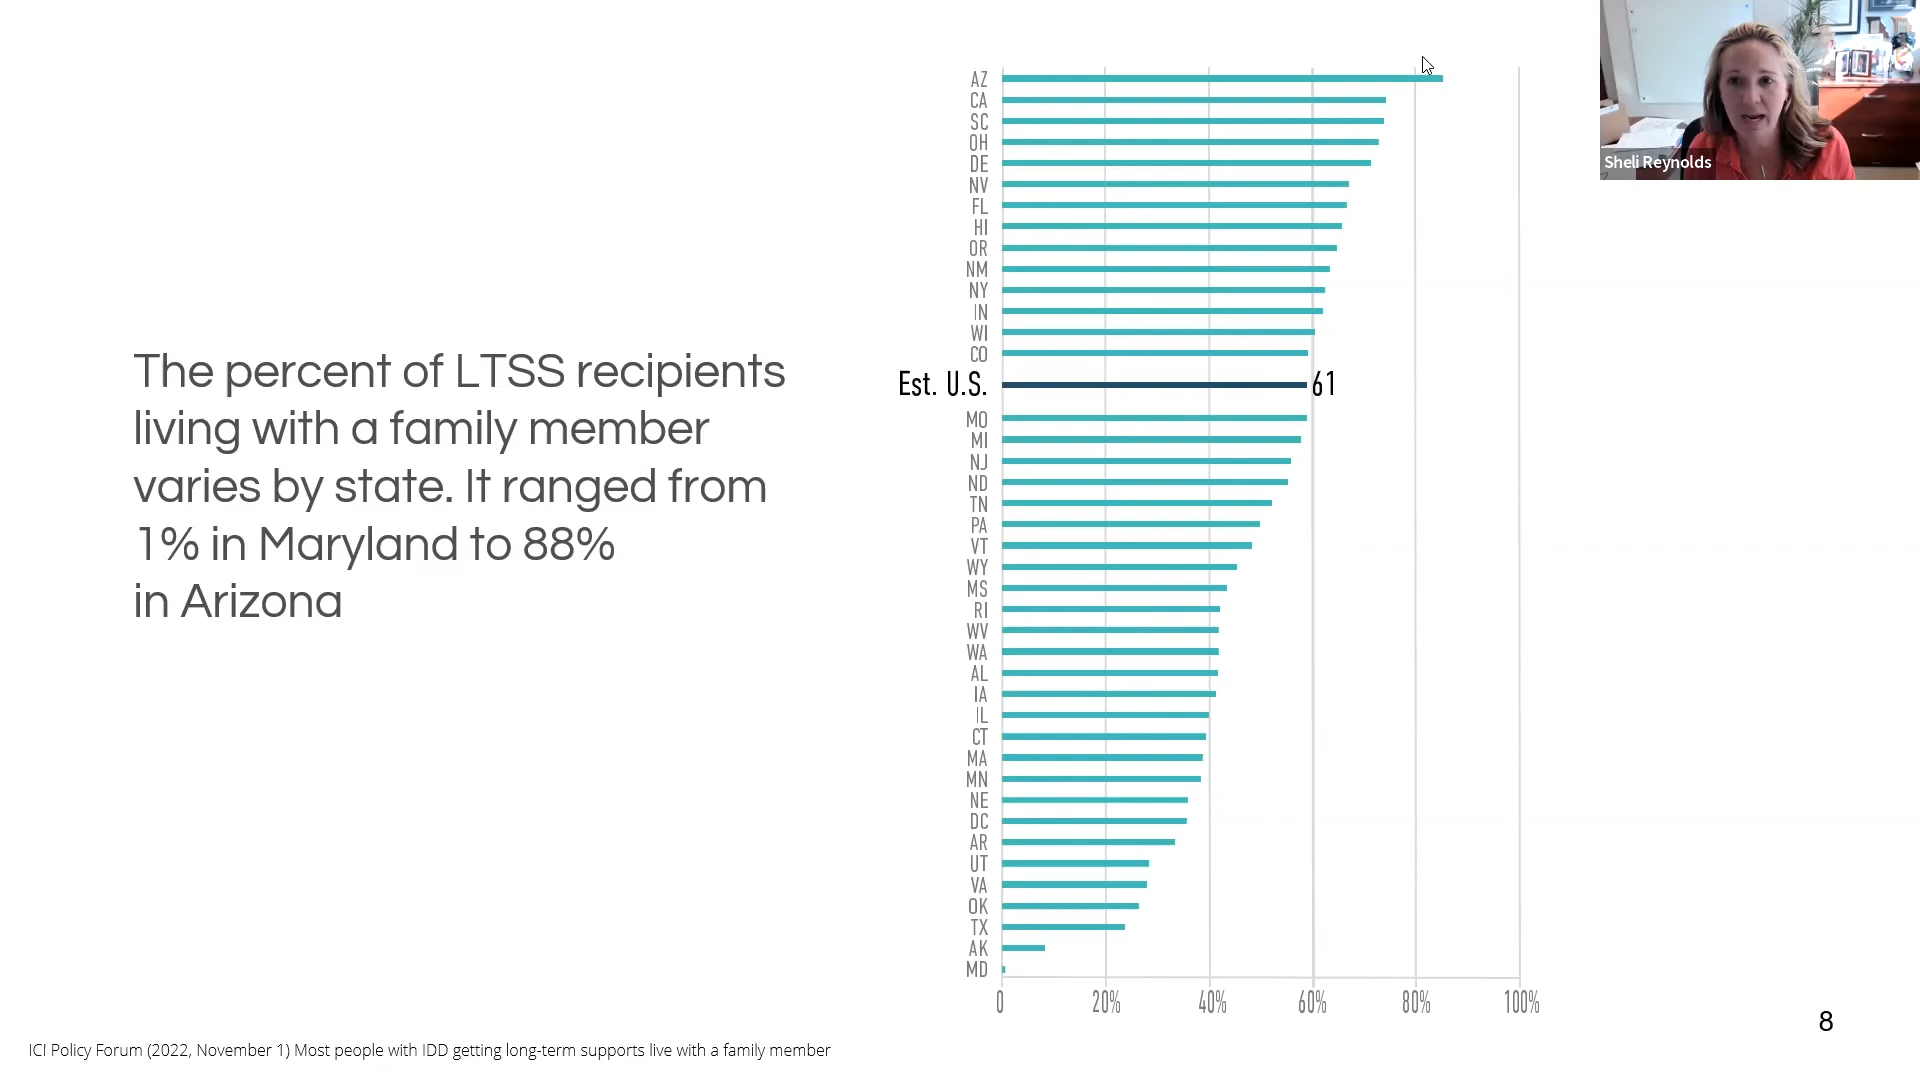 The percent of LTSS recipients
living with a family member
varies by state. It ranged from
1% in Maryland to 88%
in Arizona
AZ
CA
SC
OH
DE
NV
FL
HI
OR
NM
NY
IN
WI
CO
Est. U.S. 61
MO
MI
NJ
ND
TN
PA
VT
WY
MS
RI
WV
WA
AL
IA
IL
CT
MA
MN
NE
DC
AR
UT
VA
OK
TX
AK
MD
0 20% 40% 60% 80% 100%
Sheli Reynolds
8
ICI Policy Forum (2022, November 1) Most people with IDD getting long-term supports live with a family member